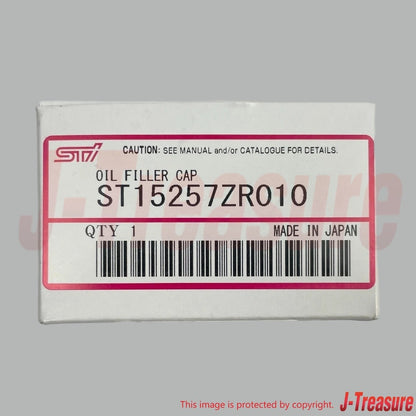 STI
CAUTION: SEE MANUAL and/or CATALOGUE FOR DETAILS.
OIL FILLER CAP
ST15257ZR010
QTY 1 MADE IN JAPAN
J-Treasure
This image is protected by copyright. J-Treasure